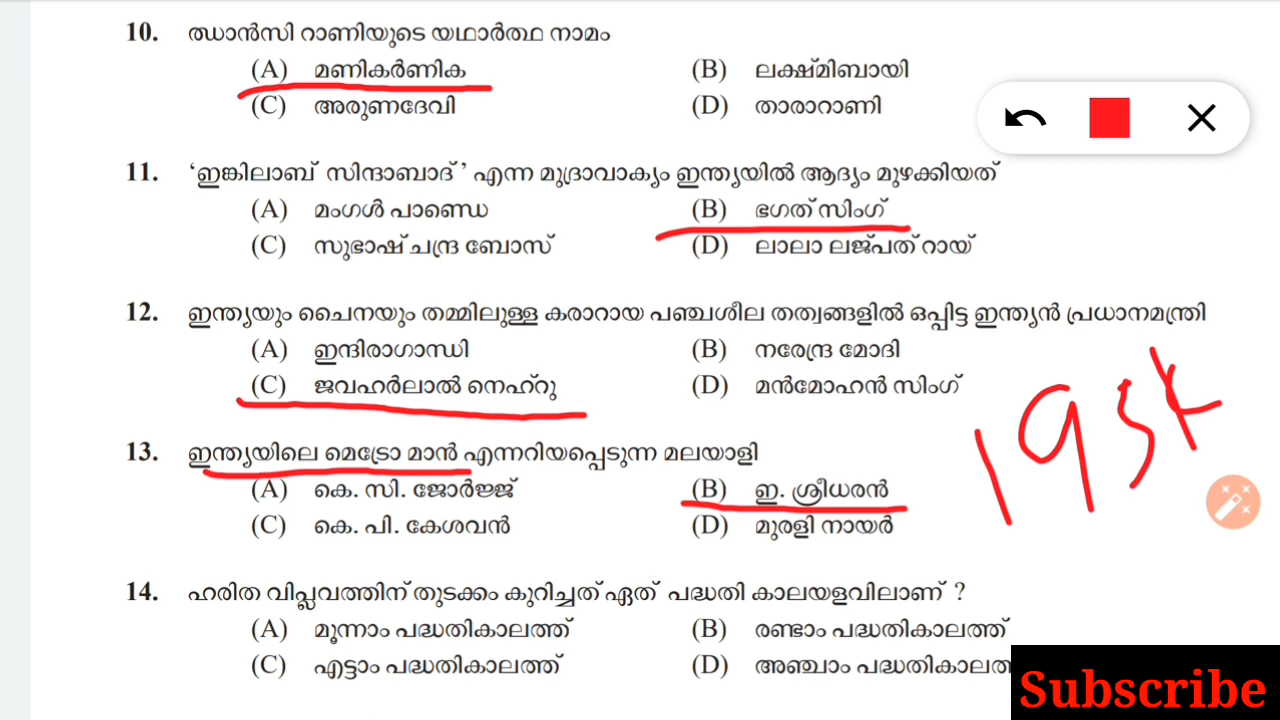 10. ഝാൻസി റാണിയുടെ യഥാർത്ഥ നാമം
(A) മണികർണിക (B) ലക്ഷ്മിബായി
(C) അരുണദേവി (D) താരാറാണി
11. 'ഇങ്കിലാബ് സിന്ദാബാദ്' എന്ന മുദ്രാവാക്യം ഇന്ത്യയിൽ ആദ്യം മുഴക്കിയത്
(A) മംഗൾ പാണ്ഡെ (B) ഭഗത് സിംഗ്
(C) സുഭാഷ് ചന്ദ്ര ബോസ് (D) ലാലാ ലജ്പത് റായ്
12. ഇന്ത്യയും ചൈനയും തമ്മിലുള്ള കരാറായ പഞ്ചശീല തത്വങ്ങളിൽ ഒപ്പിട്ട ഇന്ത്യൻ പ്രധാനമന്ത്രി
(A) ഇന്ദിരാഗാന്ധി (B) നരേന്ദ്ര മോദി
(C) ജവഹർലാൽ നെഹ്റു (D) മൻമോഹൻ സിംഗ്
13. ഇന്ത്യയിലെ മെട്രോ മാൻ എന്നറിയപ്പെടുന്ന മലയാളി
(A) കെ. സി. ജോർജ്ജ് (B) ഇ. ശ്രീധരൻ
(C) കെ. പി. കേശവൻ (D) മുരളി നായർ
14. ഹരിത വിപ്ലവത്തിന് തുടക്കം കുറിച്ചത് ഏത് പദ്ധതി കാലയളവിലാണ് ?
(A) മൂന്നാം പദ്ധതികാലത്ത് (B) രണ്ടാം പദ്ധതികാലത്ത്
(C) എട്ടാം പദ്ധതികാലത്ത് (D) അഞ്ചാം
Subscribe